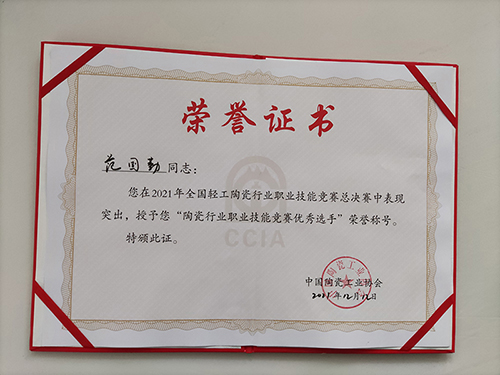 荣誉证书
范国勤 同志：
您在2021年全国轻工陶瓷行业职业技能竞赛总决赛中表现
突出，授予您“陶瓷行业职业技能竞赛优秀选手”荣誉称号。
特颁此证。
CCIA
中国陶瓷工业协会
2021年12月12日